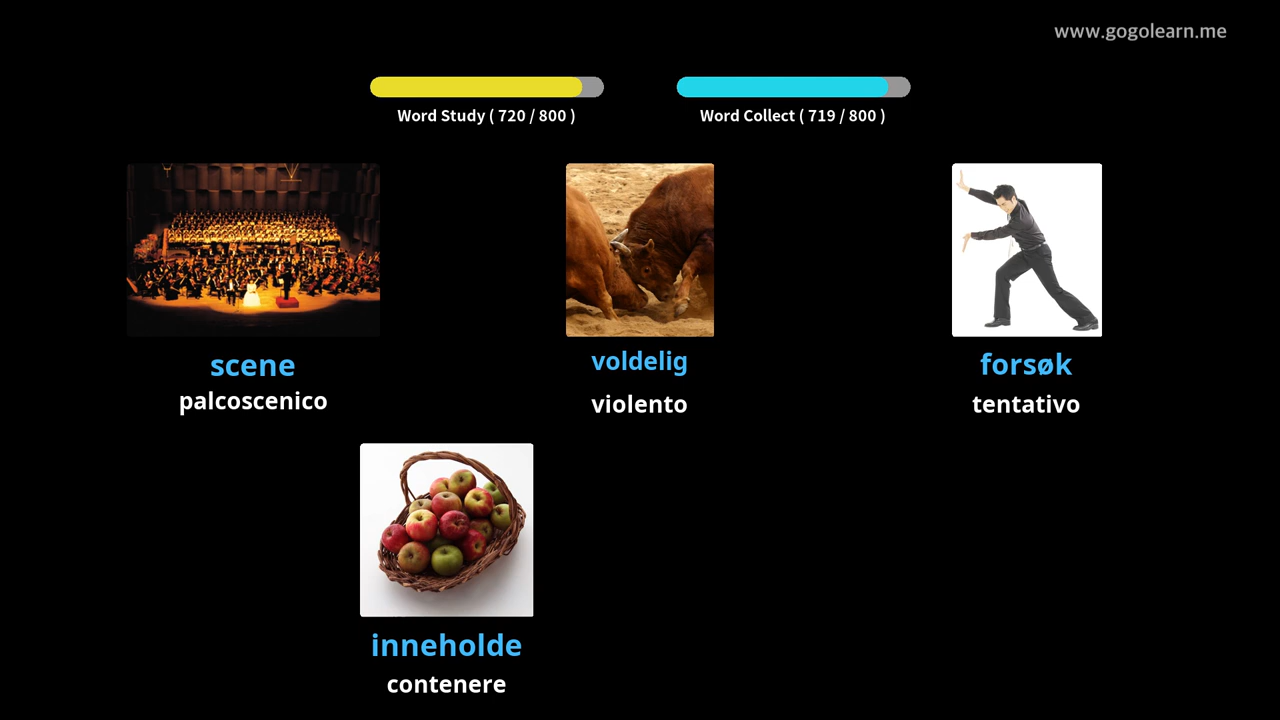 www.gogolearn.me
Word Study ( 720 / 800 )
Word Collect ( 719 / 800 )
scene
palcoscenico
voldelig
violento
forsøk
tentativo
inneholde
contenere